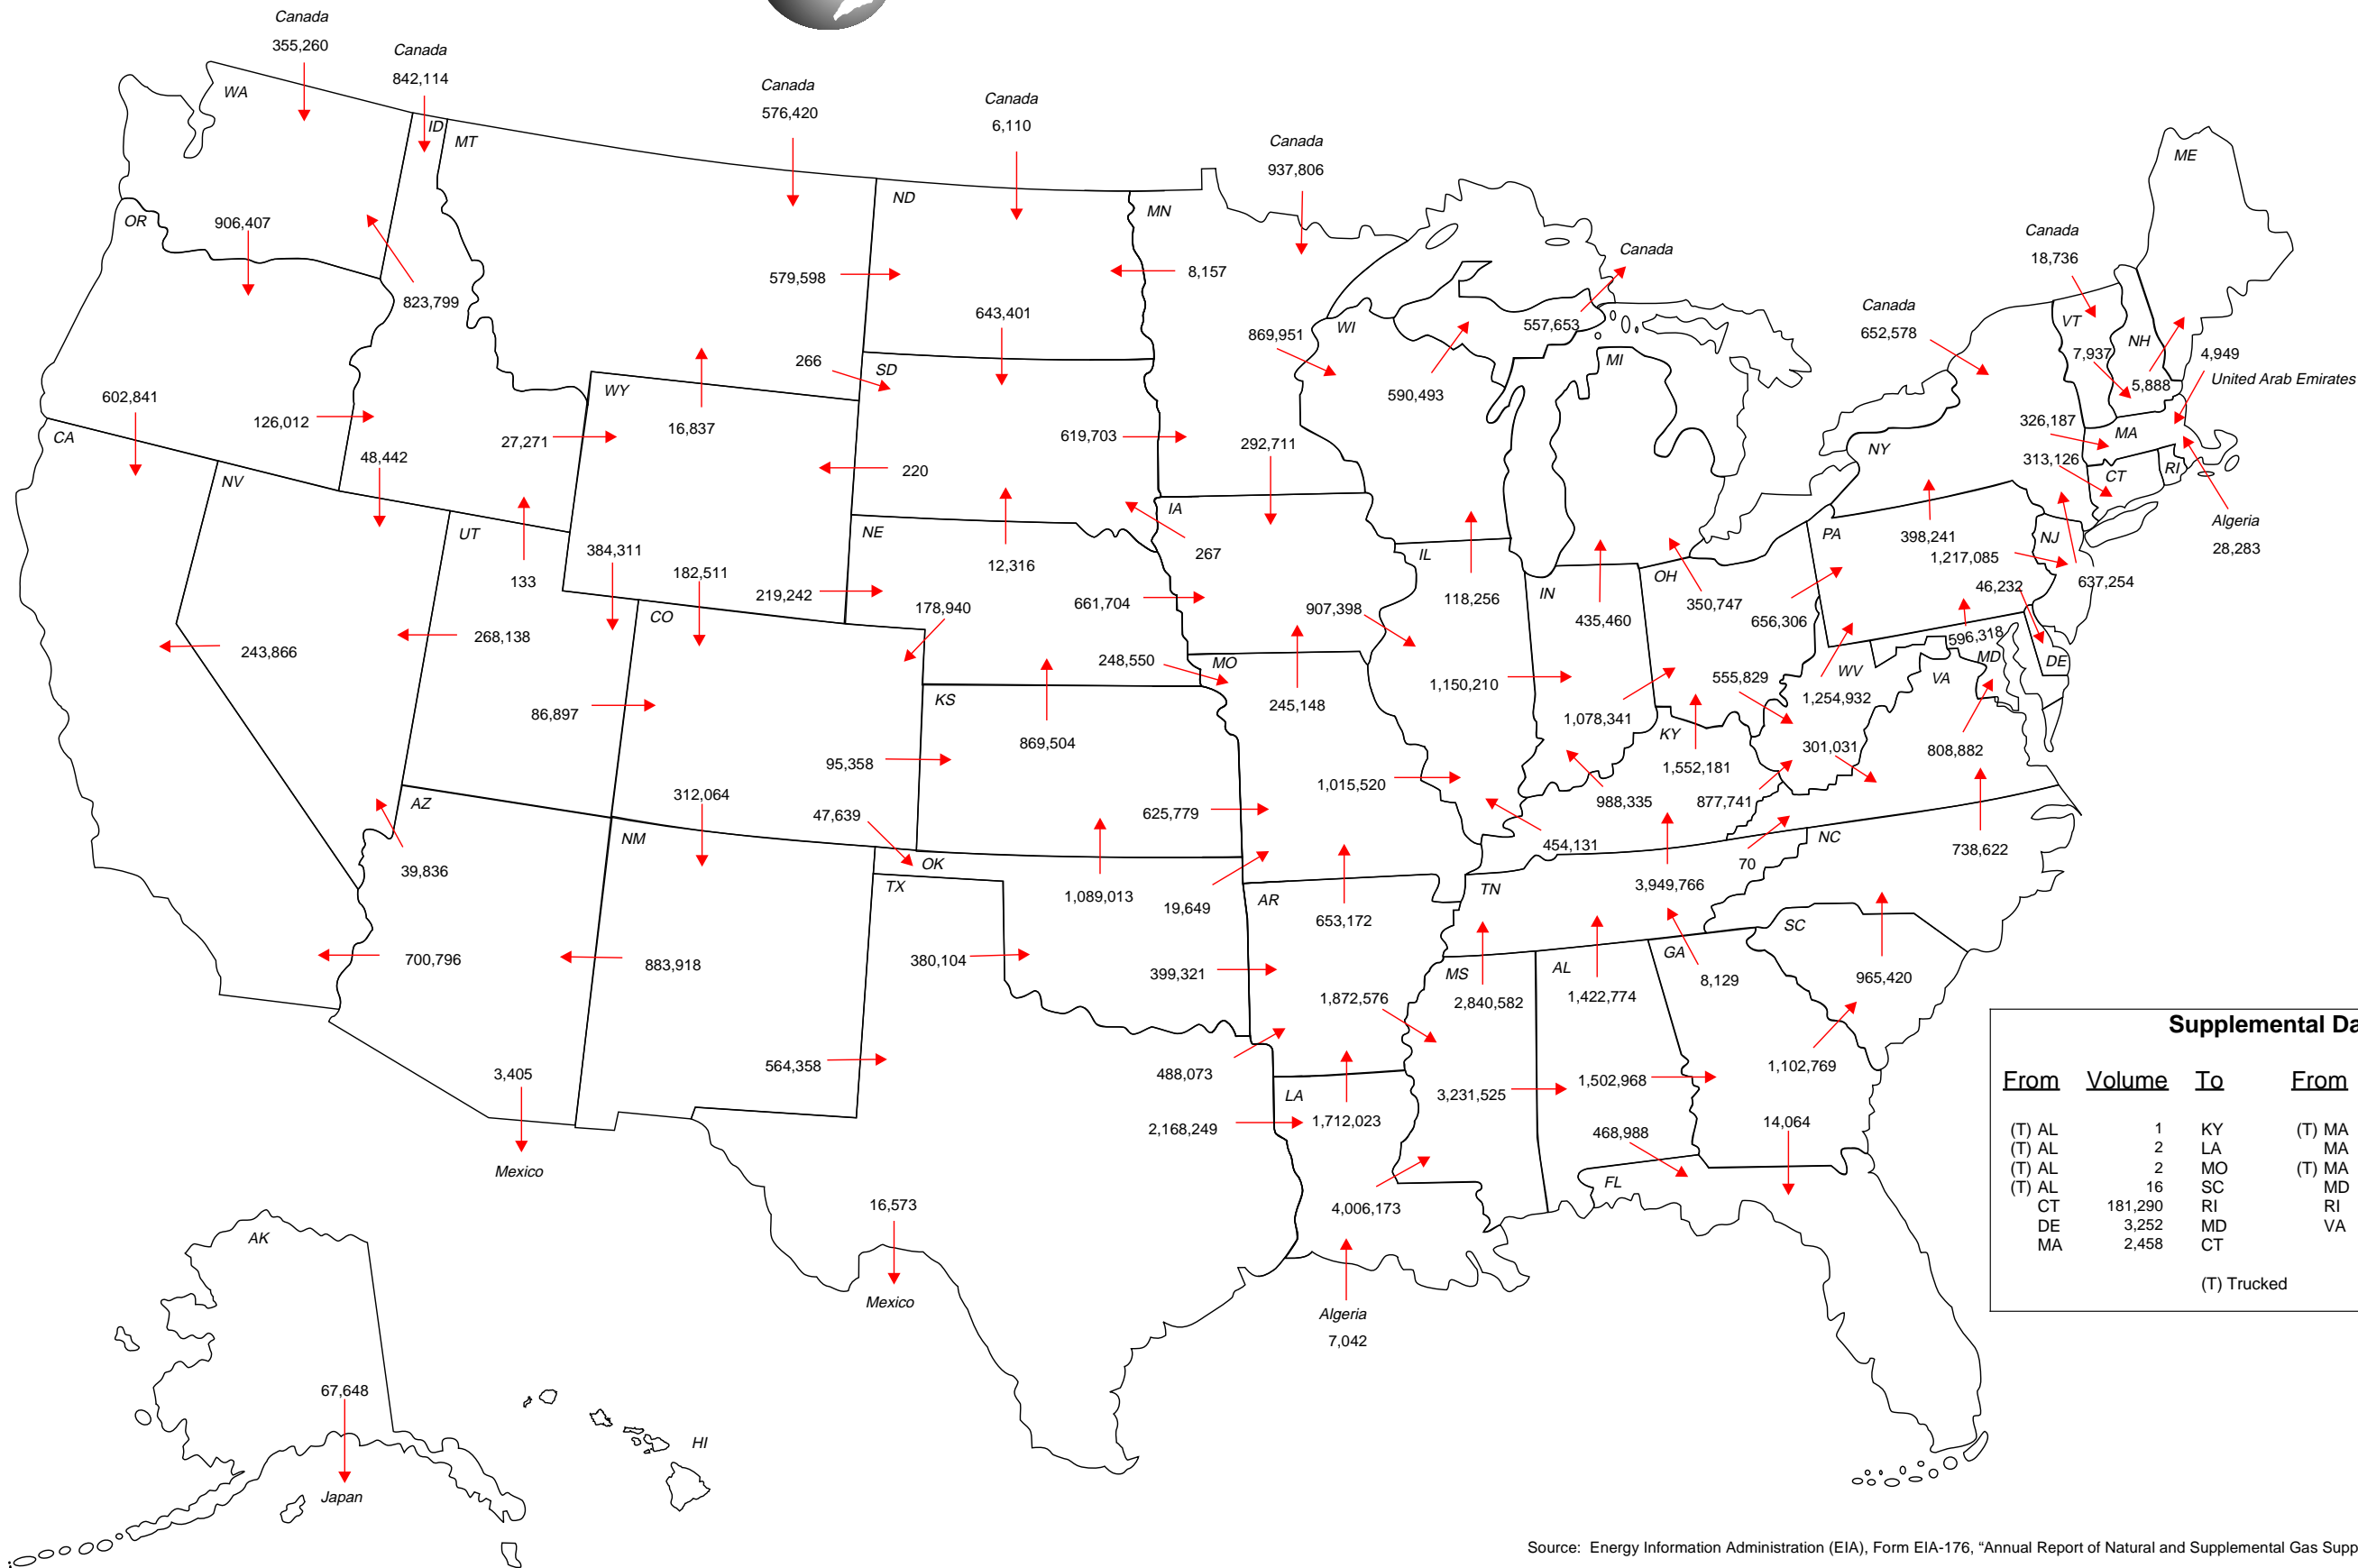 Canada
355,260
Canada
842,114
Canada
576,420
Canada
6,110
Canada
937,806
WA
ID
MT
ND
MN
ME
OR
906,407
823,799
579,598
8,157
Canada
557,653
Canada
18,736
Canada
652,578
VT
NH
7,937
5,888
4,949
United Arab Emirates
643,401
869,951
WI
590,493
MI
266
SD
WY
16,837
602,841
126,012
CA
48,442
27,271
619,703
292,711
220
326,187
MA
313,126
CT
RI
NY
NV
UT
NE
IA
267
IL
Algeria
28,283
PA
398,241
1,217,085
NJ
637,254
46,232
384,311
133
182,511
219,242
12,316
661,704
178,940
907,398
118,256
IN
435,460
OH
350,747
656,306
596,318
MD
DE
CO
243,866
268,138
248,550
MO
245,148
1,150,210
555,829
WV
1,254,932
VA
86,897
KS
869,504
1,078,341
KY
1,552,181
301,031
808,882
95,358
1,015,520
988,335
877,741
AZ
312,064
47,639
625,779
454,131
70
NC
738,622
NM
39,836
OK
TX
1,089,013
19,649
AR
653,172
TN
3,949,766
SC
700,796
883,918
380,104
399,321
MS
AL
GA
8,129
965,420
1,872,576
2,840,582
1,422,774
564,358
488,073
3,405
Mexico
LA
1,712,023
3,231,525
1,502,968
1,102,769
2,168,249
468,988
14,064
FL
4,006,173
16,573
Mexico
Algeria
7,042
AK
67,648
Japan
HI
Supplemental Da
From Volume To From
(T) AL 1 KY (T) MA
(T) AL 2 LA MA
(T) AL 2 MO (T) MA
(T) AL 16 SC MD
CT 181,290 RI RI
DE 3,252 MD VA
MA 2,458 CT
(T) Trucked
Source: Energy Information Administration (EIA), Form EIA-176, “Annual Report of Natural and Supplemental Gas Supp